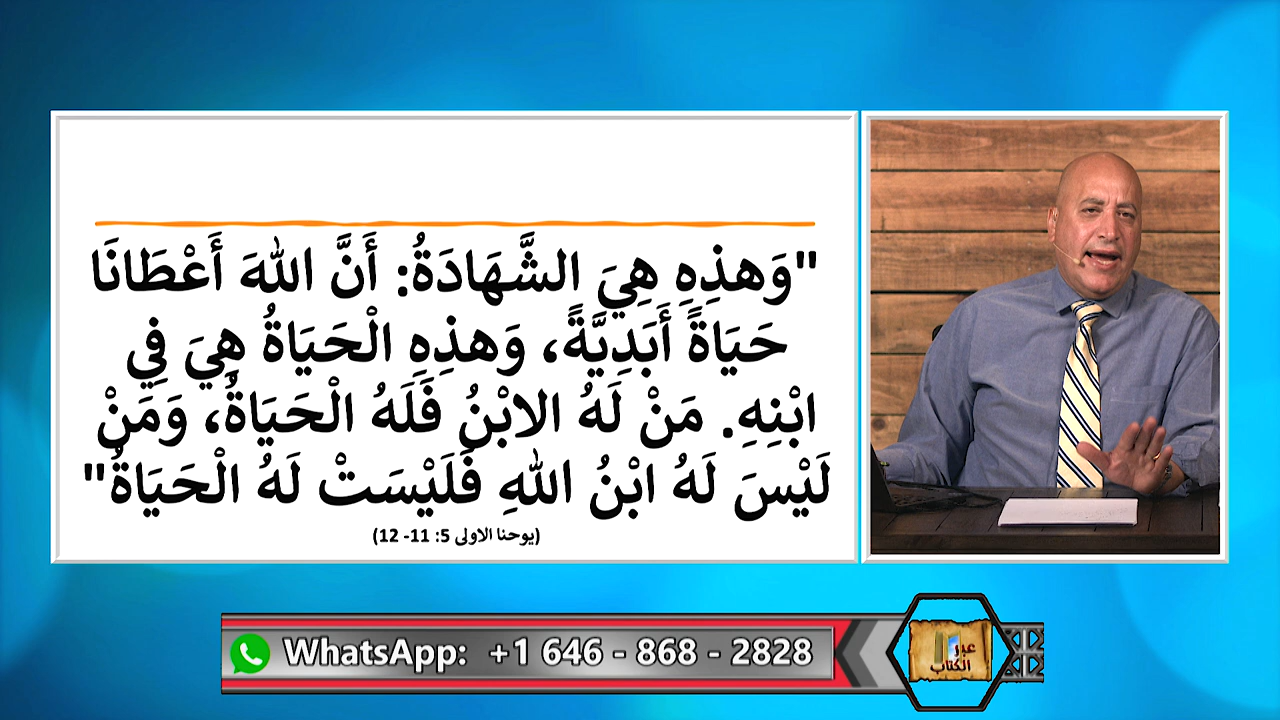 "وَهذِهِ هِيَ الشَّهَادَةُ: أَنَّ اللهَ أَعْطَانَا
حَيَاةً أَبَدِيَّةً، وَهذِهِ الْحَيَاةُ هِيَ فِي
ابْنِهِ. مَنْ لَهُ الابْنُ فَلَهُ الْحَيَاةُ، وَمَنْ
لَيْسَ لَهُ ابْنُ اللهِ فَلَيْسَتْ لَهُ الْحَيَاةُ"
(يوحنا الاولى 5: 11- 12)
WhatsApp: +1 646 - 868 - 2828
عبر
الكتاب